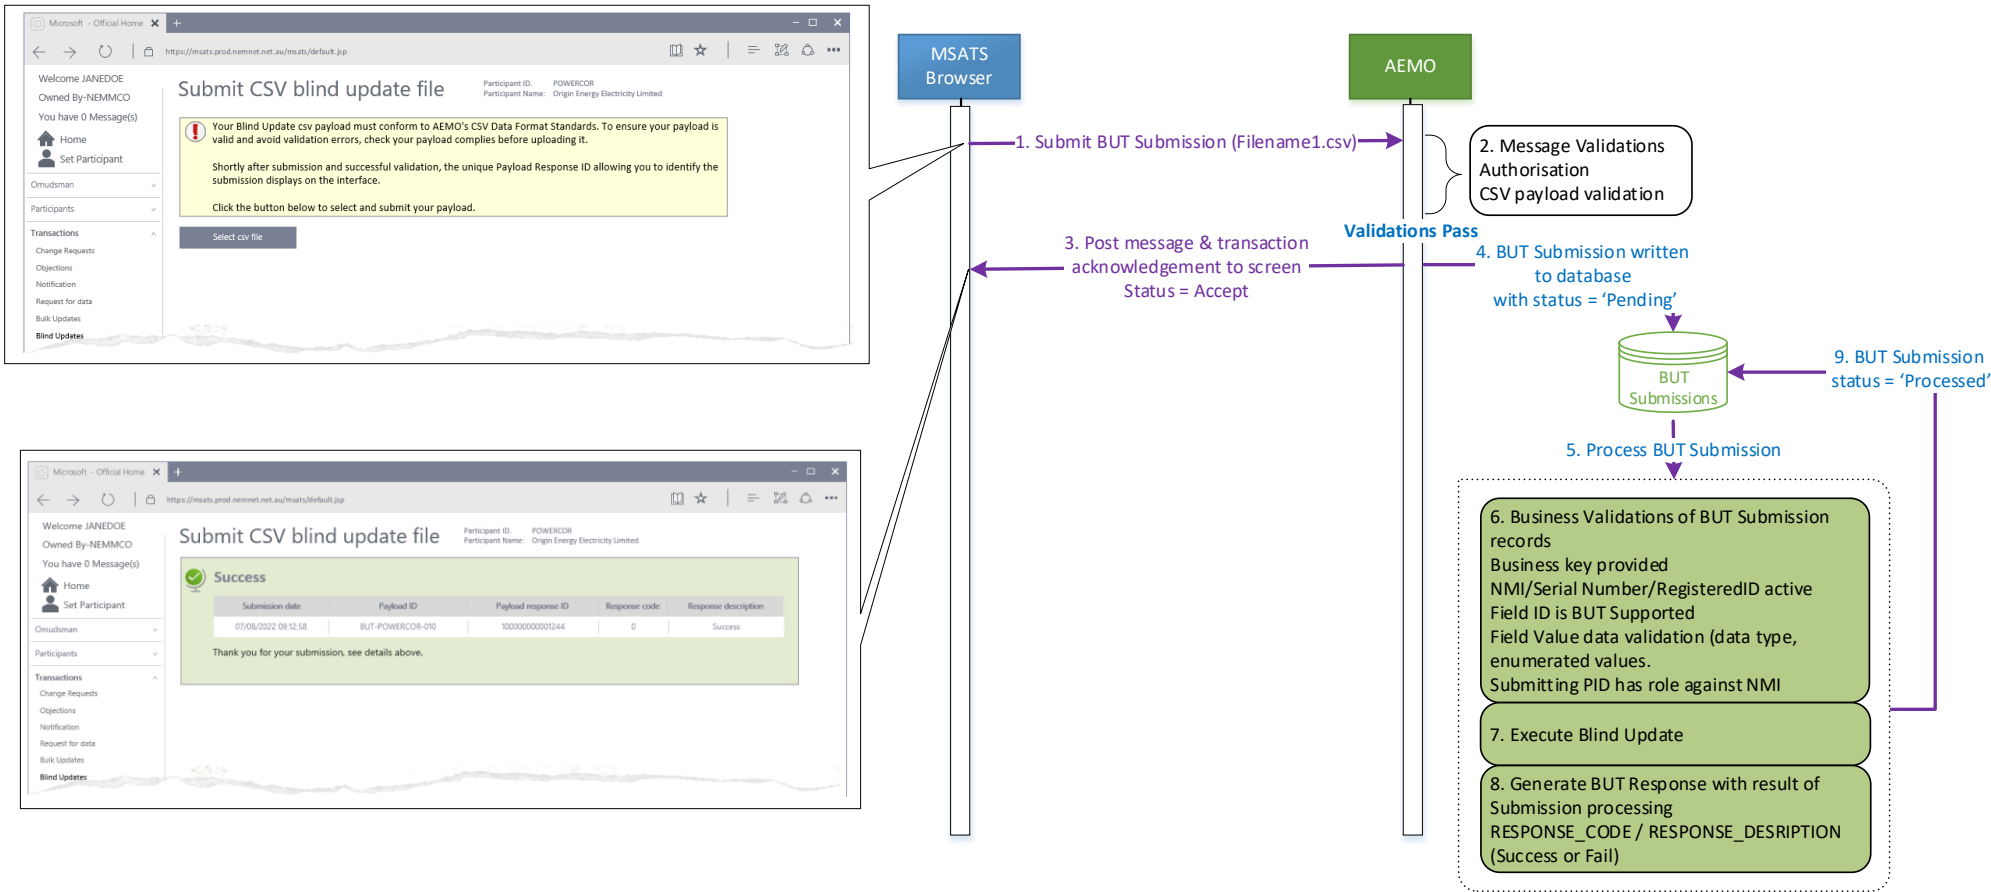 Microsoft - Official Home
https://msats.prod.nemnet.net.au/msats/default.jsp
Welcome JANEDOE
Owned By-NEMMCO
You have 0 Message(s)
Home
Set Participant
Omudsman
Participants
Transactions
Change Requests
Objections
Notification
Request for data
Bulk Updates
Blind Updates
Submit CSV blind update file
Participant ID. POWERCOR
Participant Name: Origin Energy Electricity Limited
Your Blind Update csv payload must conform to AEMO's CSV Data Format Standards. To ensure your payload is
valid and avoid validation errors, check your payload complies before uploading it.
Shortly after submission and successful validation, the unique Payload Response ID allowing you to identify the
submission displays on the interface.
Click the button below to select and submit your payload.
Select csv file
MSATS
Browser
AEMO
1. Submit BUT Submission (Filename1.csv)
2. Message Validations
Authorisation
CSV payload validation
Validations Pass
3. Post message & transaction
acknowledgement to screen
Status = Accept
4. BUT Submission written
to database
with status = ‘Pending’
BUT
Submissions
9. BUT Submission
status = ‘Processed’
5. Process BUT Submission
6. Business Validations of BUT Submission
records
Business key provided
NMI/Serial Number/RegisteredID active
Field ID is BUT Supported
Field Value data validation (data type,
enumerated values.
Submitting PID has role against NMI
7. Execute Blind Update
8. Generate BUT Response with result of
Submission processing
RESPONSE_CODE / RESPONSE_DESRIPTION
(Success or Fail)
Microsoft - Official Home
https://msats.prod.nemnet.net.au/msats/default.jsp
Welcome JANEDOE
Owned By-NEMMCO
You have 0 Message(s)
Home
Set Participant
Omudsman
Participants
Transactions
Change Requests
Objections
Notification
Request for data
Bulk Updates
Blind Updates
Submit CSV blind update file
Participant ID. POWERCOR
Participant Name: Origin Energy Electricity Limited
Success
Submission date Payload ID Payload response ID Response code Response description
07/08/2022 09:12:58 BUT-POWERCOR-010 100000000001244 0 Success
Thank you for your submission, see details above.